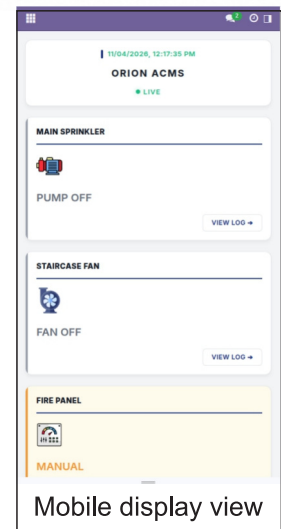 2
11/04/2026, 12:17:35 PM
ORION ACMS
LIVE
MAIN SPRINKLER
PUMP OFF
VIEW LOG →
STAIRCASE FAN
FAN OFF
VIEW LOG →
FIRE PANEL
MANUAL
Mobile display view